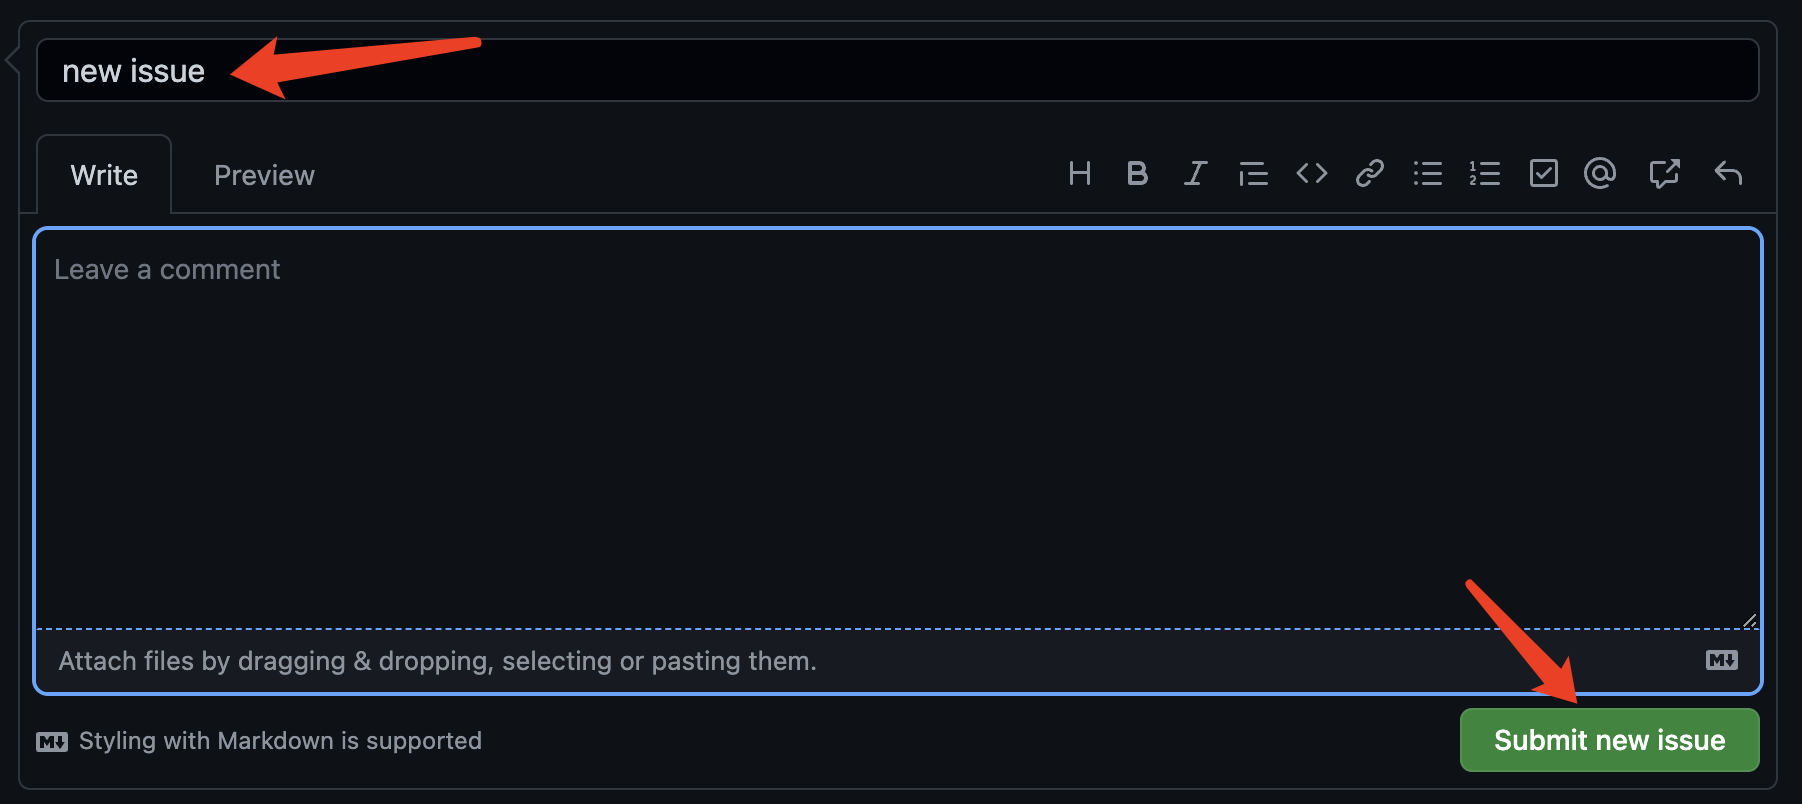 new issue
Write Preview
Leave a comment
Attach files by dragging & dropping, selecting or pasting them.
Styling with Markdown is supported
Submit new issue